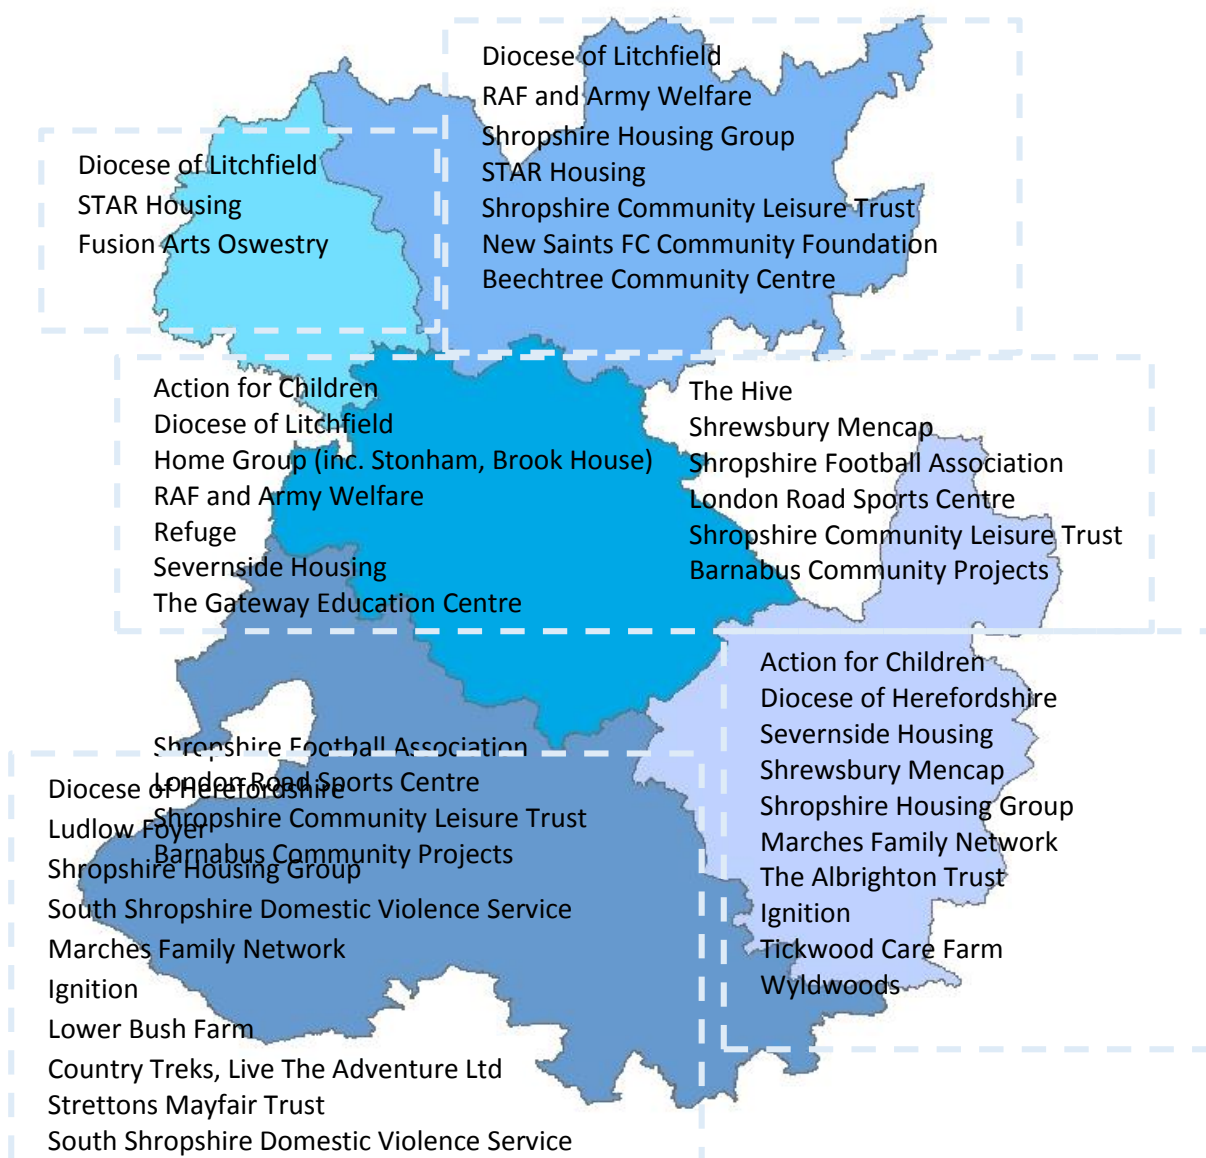 Diocese of Litchfield
RAF and Army Welfare
Shropshire Housing Group
STAR Housing
Shropshire Community Leisure Trust
New Saints FC Community Foundation
Beechtree Community Centre
Diocese of Litchfield
STAR Housing
Fusion Arts Oswestry
Action for Children
Diocese of Litchfield
Home Group (inc. Stonham, Brook House)
RAF and Army Welfare
Refuge
Severnside Housing
The Gateway Education Centre
The Hive
Shrewsbury Mencap
Shropshire Football Association
London Road Sports Centre
Shropshire Community Leisure Trust
Barnabus Community Projects
Action for Children
Diocese of Herefordshire
Severnside Housing
Shrewsbury Mencap
Shropshire Housing Group
Marches Family Network
The Albrighton Trust
Ignition
Tickwood Care Farm
Wyldwoods
Shropshire Football Association
London Road Sports Centre
Shropshire Community Leisure Trust
Barnabus Community Projects
Diocese of Herefordshire
Ludlow Foyer
Shropshire Housing Group
South Shropshire Domestic Violence Service
Marches Family Network
Ignition
Lower Bush Farm
Country Treks, Live The Adventure Ltd
Strettons Mayfair Trust
South Shropshire Domestic Violence Service